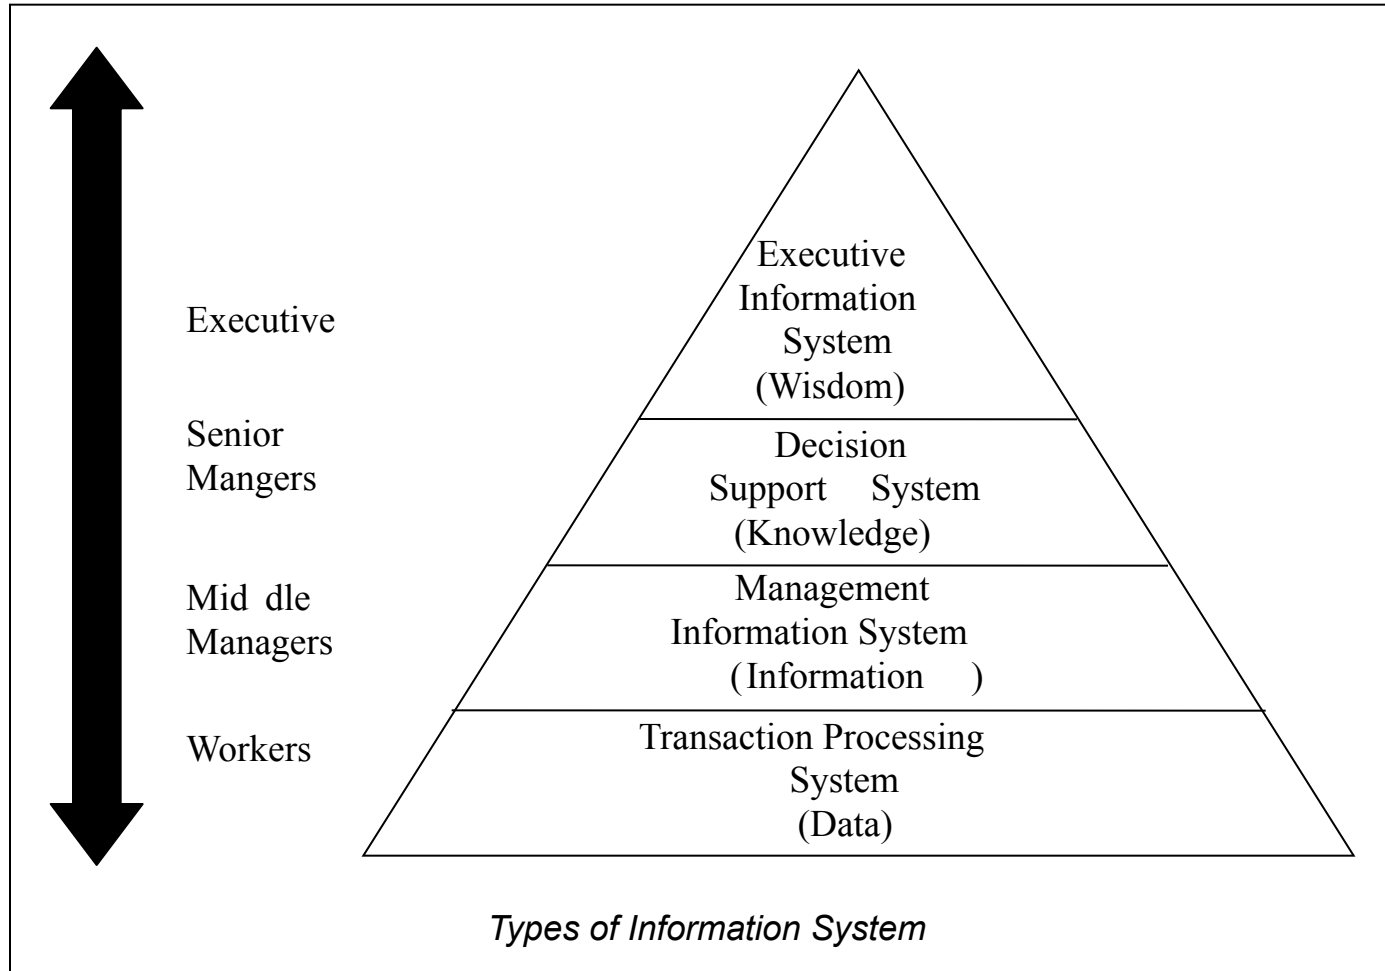 Executive
Senior
Mangers
Mid dle
Managers
Workers
Executive
Information
System
(Wisdom)
Decision
Support System
(Knowledge)
Management
Information System
(Information )
Transaction Processing
System
(Data)
Types of Information System